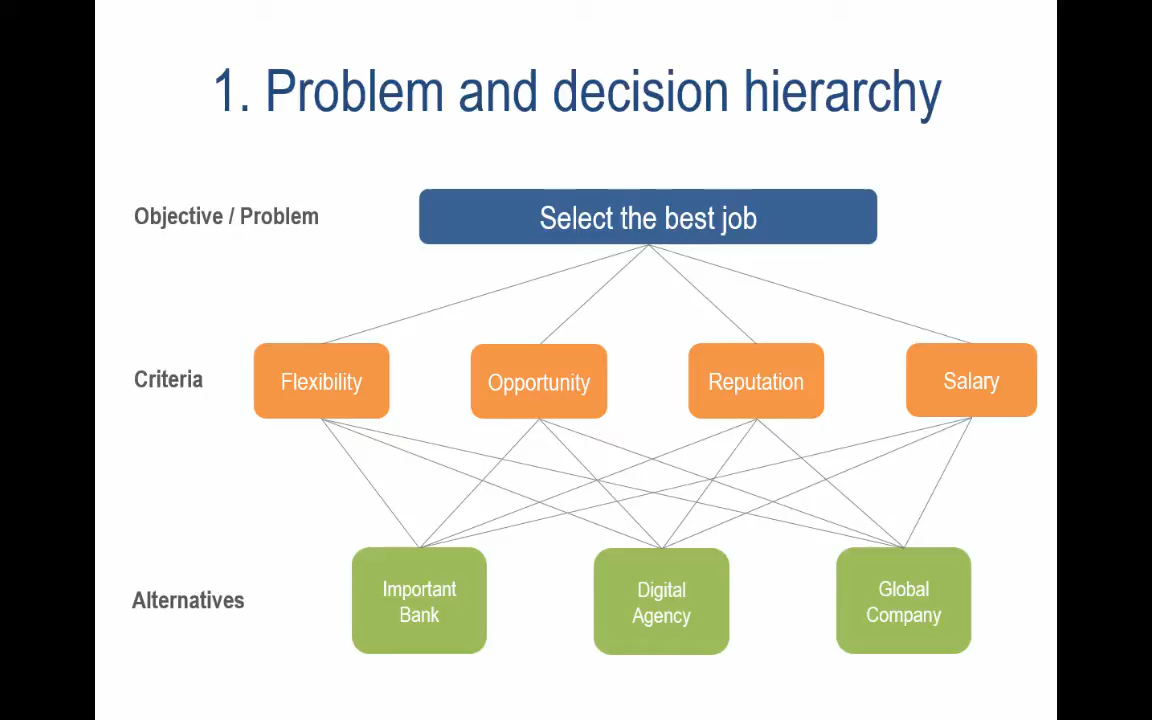 1. Problem and decision hierarchy
Objective / Problem
Select the best job
Criteria
Flexibility
Opportunity
Reputation
Salary
Alternatives
Important
Bank
Digital
Agency
Global
Company